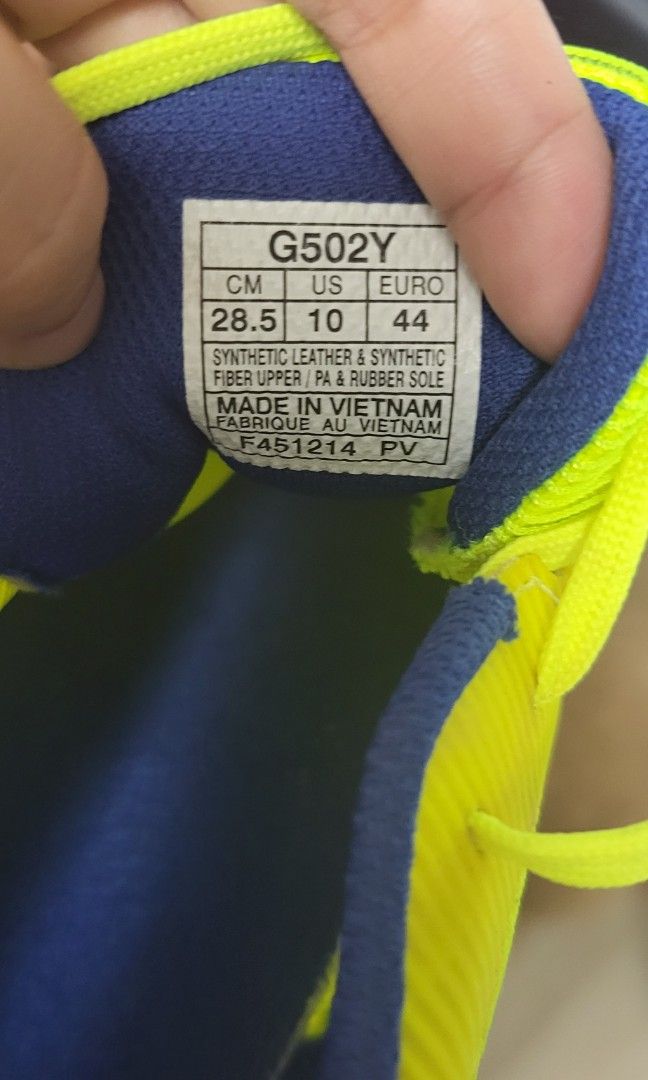 G502Y
CM US EURO
28.5 10 44
SYNTHETIC LEATHER & SYNTHETIC
FIBER UPPER / PA & RUBBER SOLE
MADE IN VIETNAM
FABRIQUE AU VIETNAM
F451214 PV